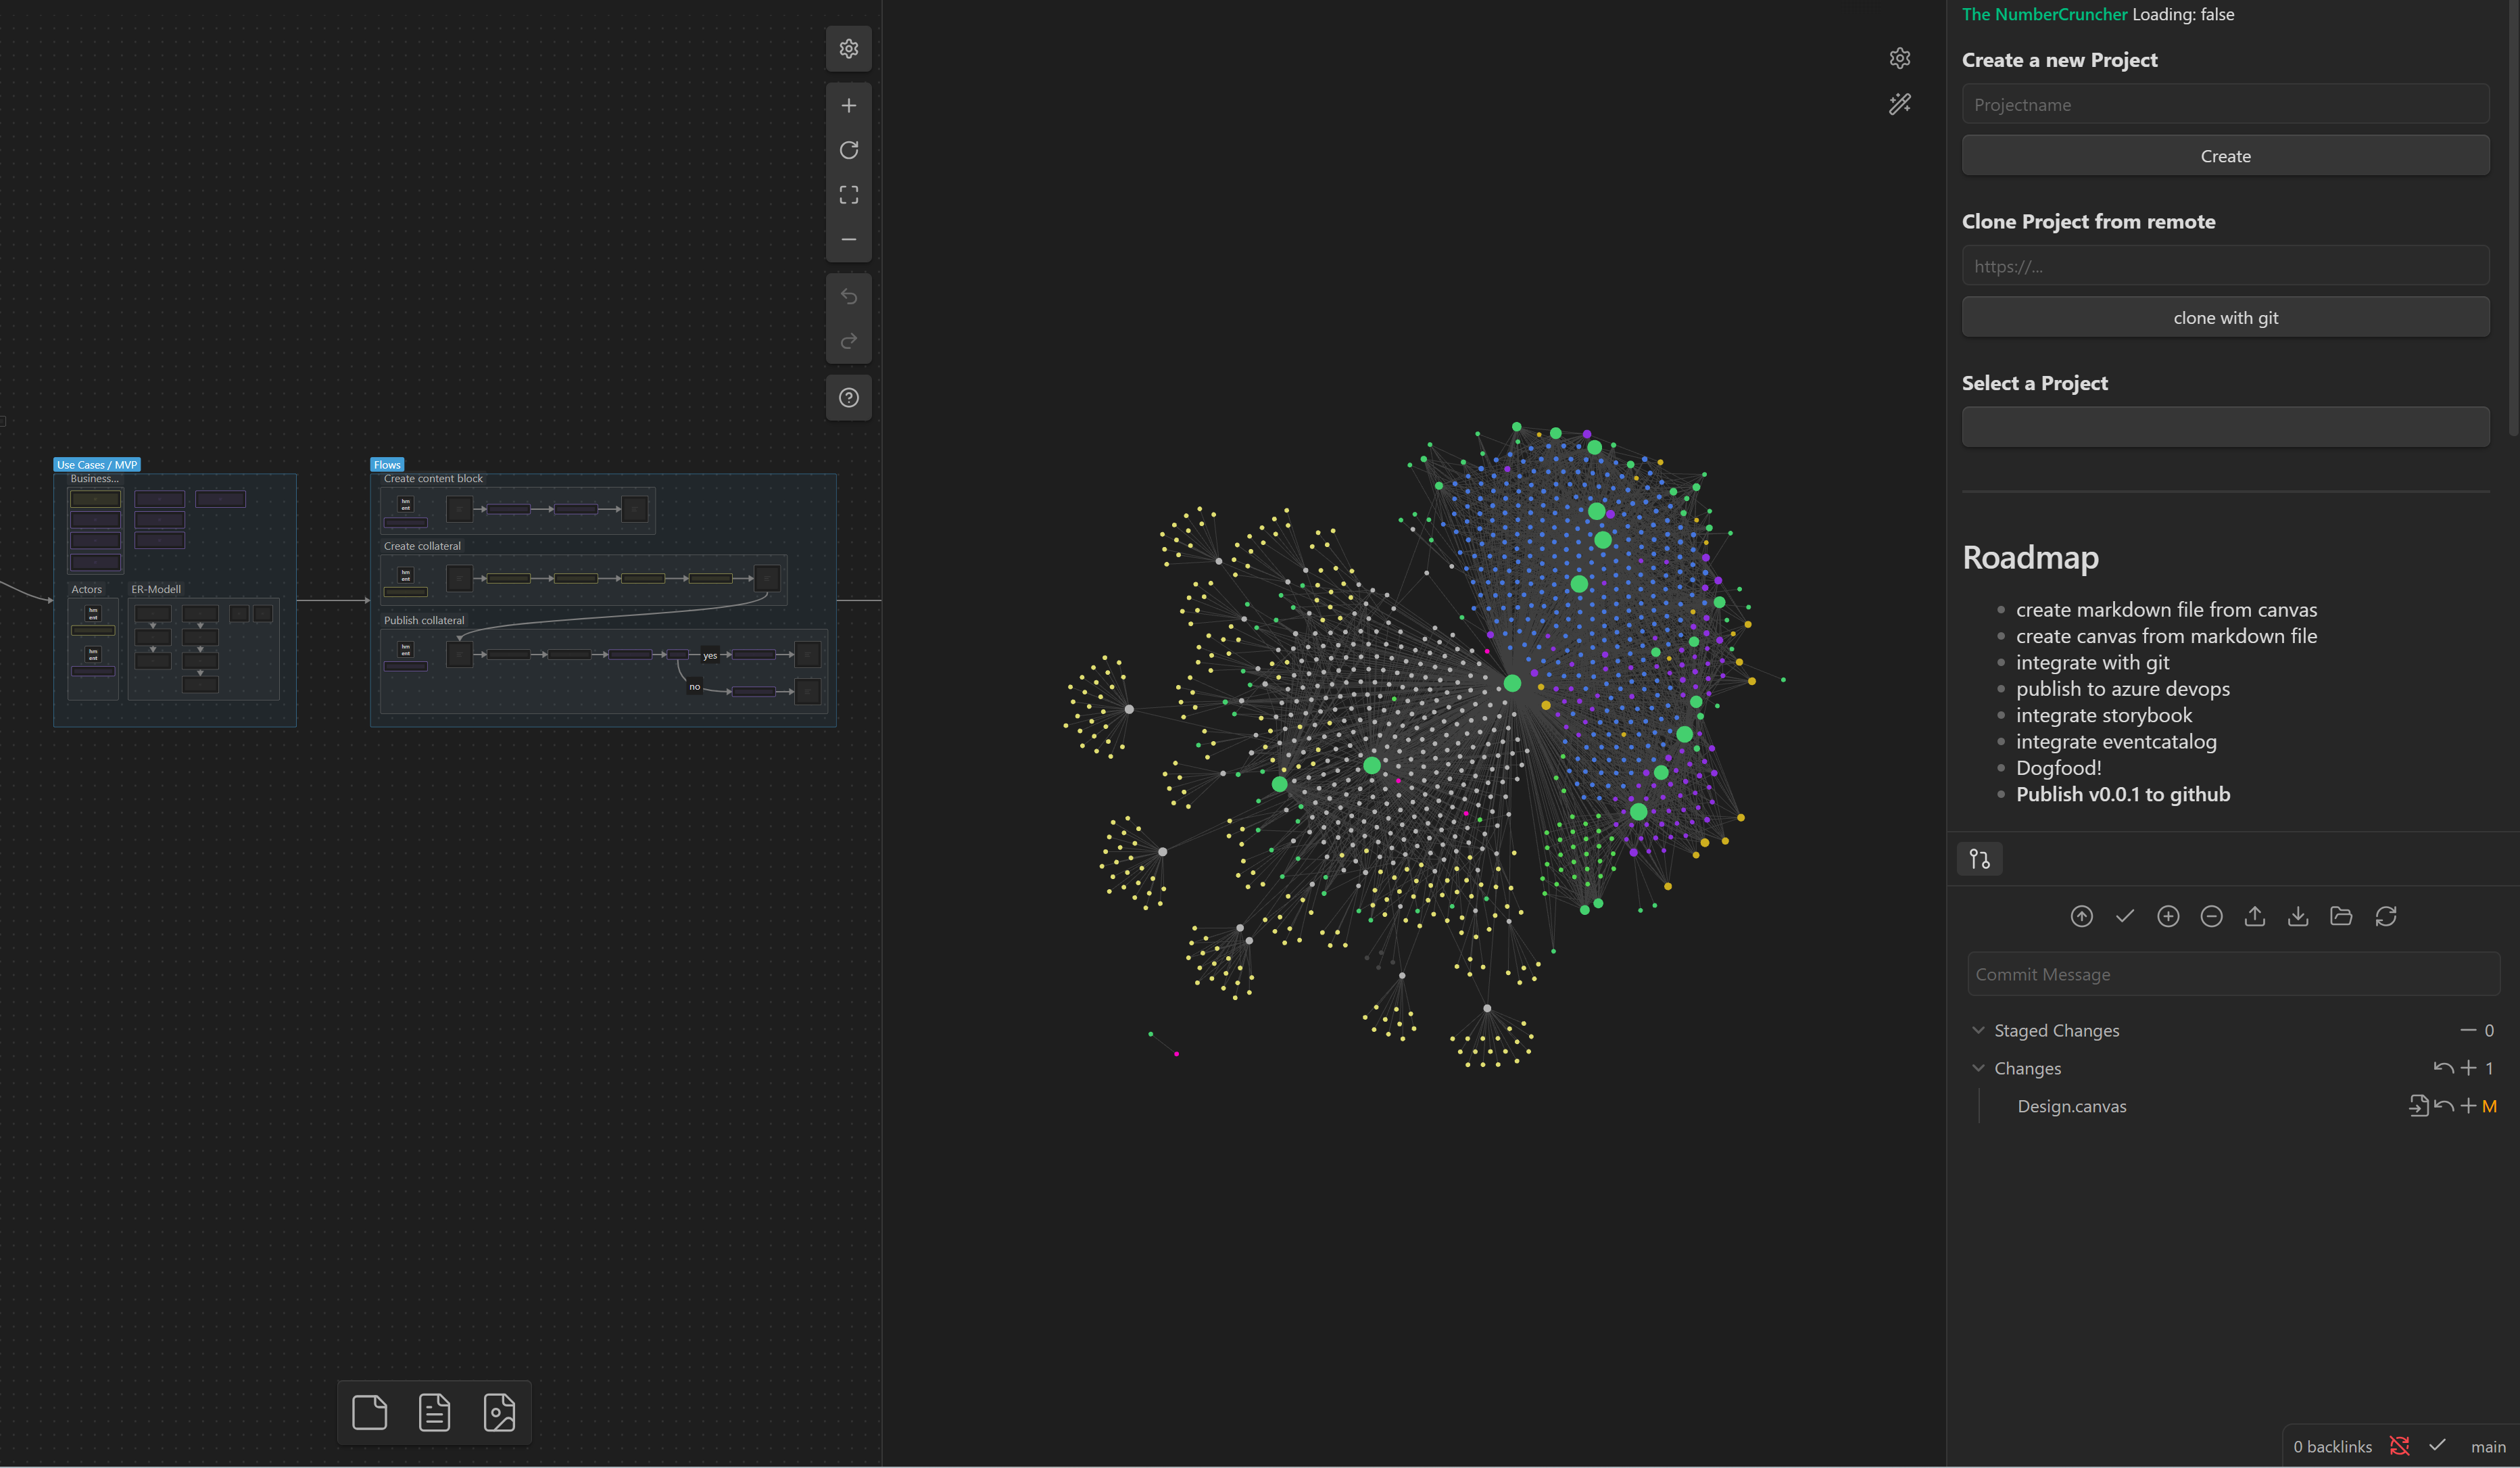 Use Cases / MVP
Business...
Actors
ER-Modell
Flows
Create content block
Create collateral
Publish collateral
yes
no
The NumberCruncher Loading: false
Create a new Project
Projectname
Create
Clone Project from remote
https://...
clone with git
Select a Project
Roadmap
create markdown file from canvas
create canvas from markdown file
integrate with git
publish to azure devops
integrate storybook
integrate eventcatalog
Dogfood!
Publish v0.0.1 to github
Commit Message
Staged Changes 0
Changes 1
Design.canvas M
0 backlinks main